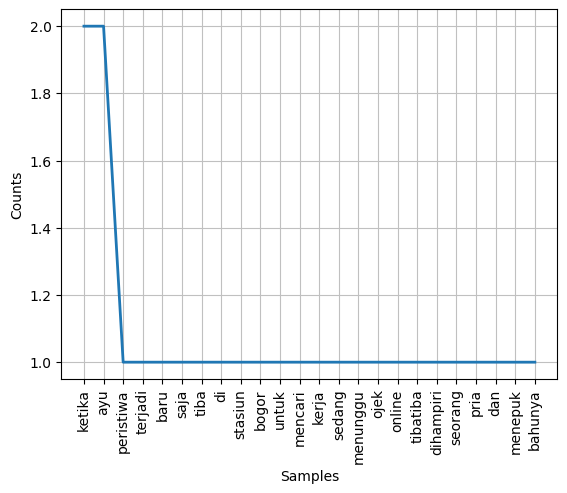 2.0
1.8
1.6
1.4
1.2
1.0
Counts
ketika
ayu
peristiwa
terjadi
baru
saja
tiba
di
stasiun
bogor
untuk
mencari
kerja
sedang
menunggu
ojek
online
tibatiba
dihampiri
seorang
pria
dan
menepuk
bahunya
Samples